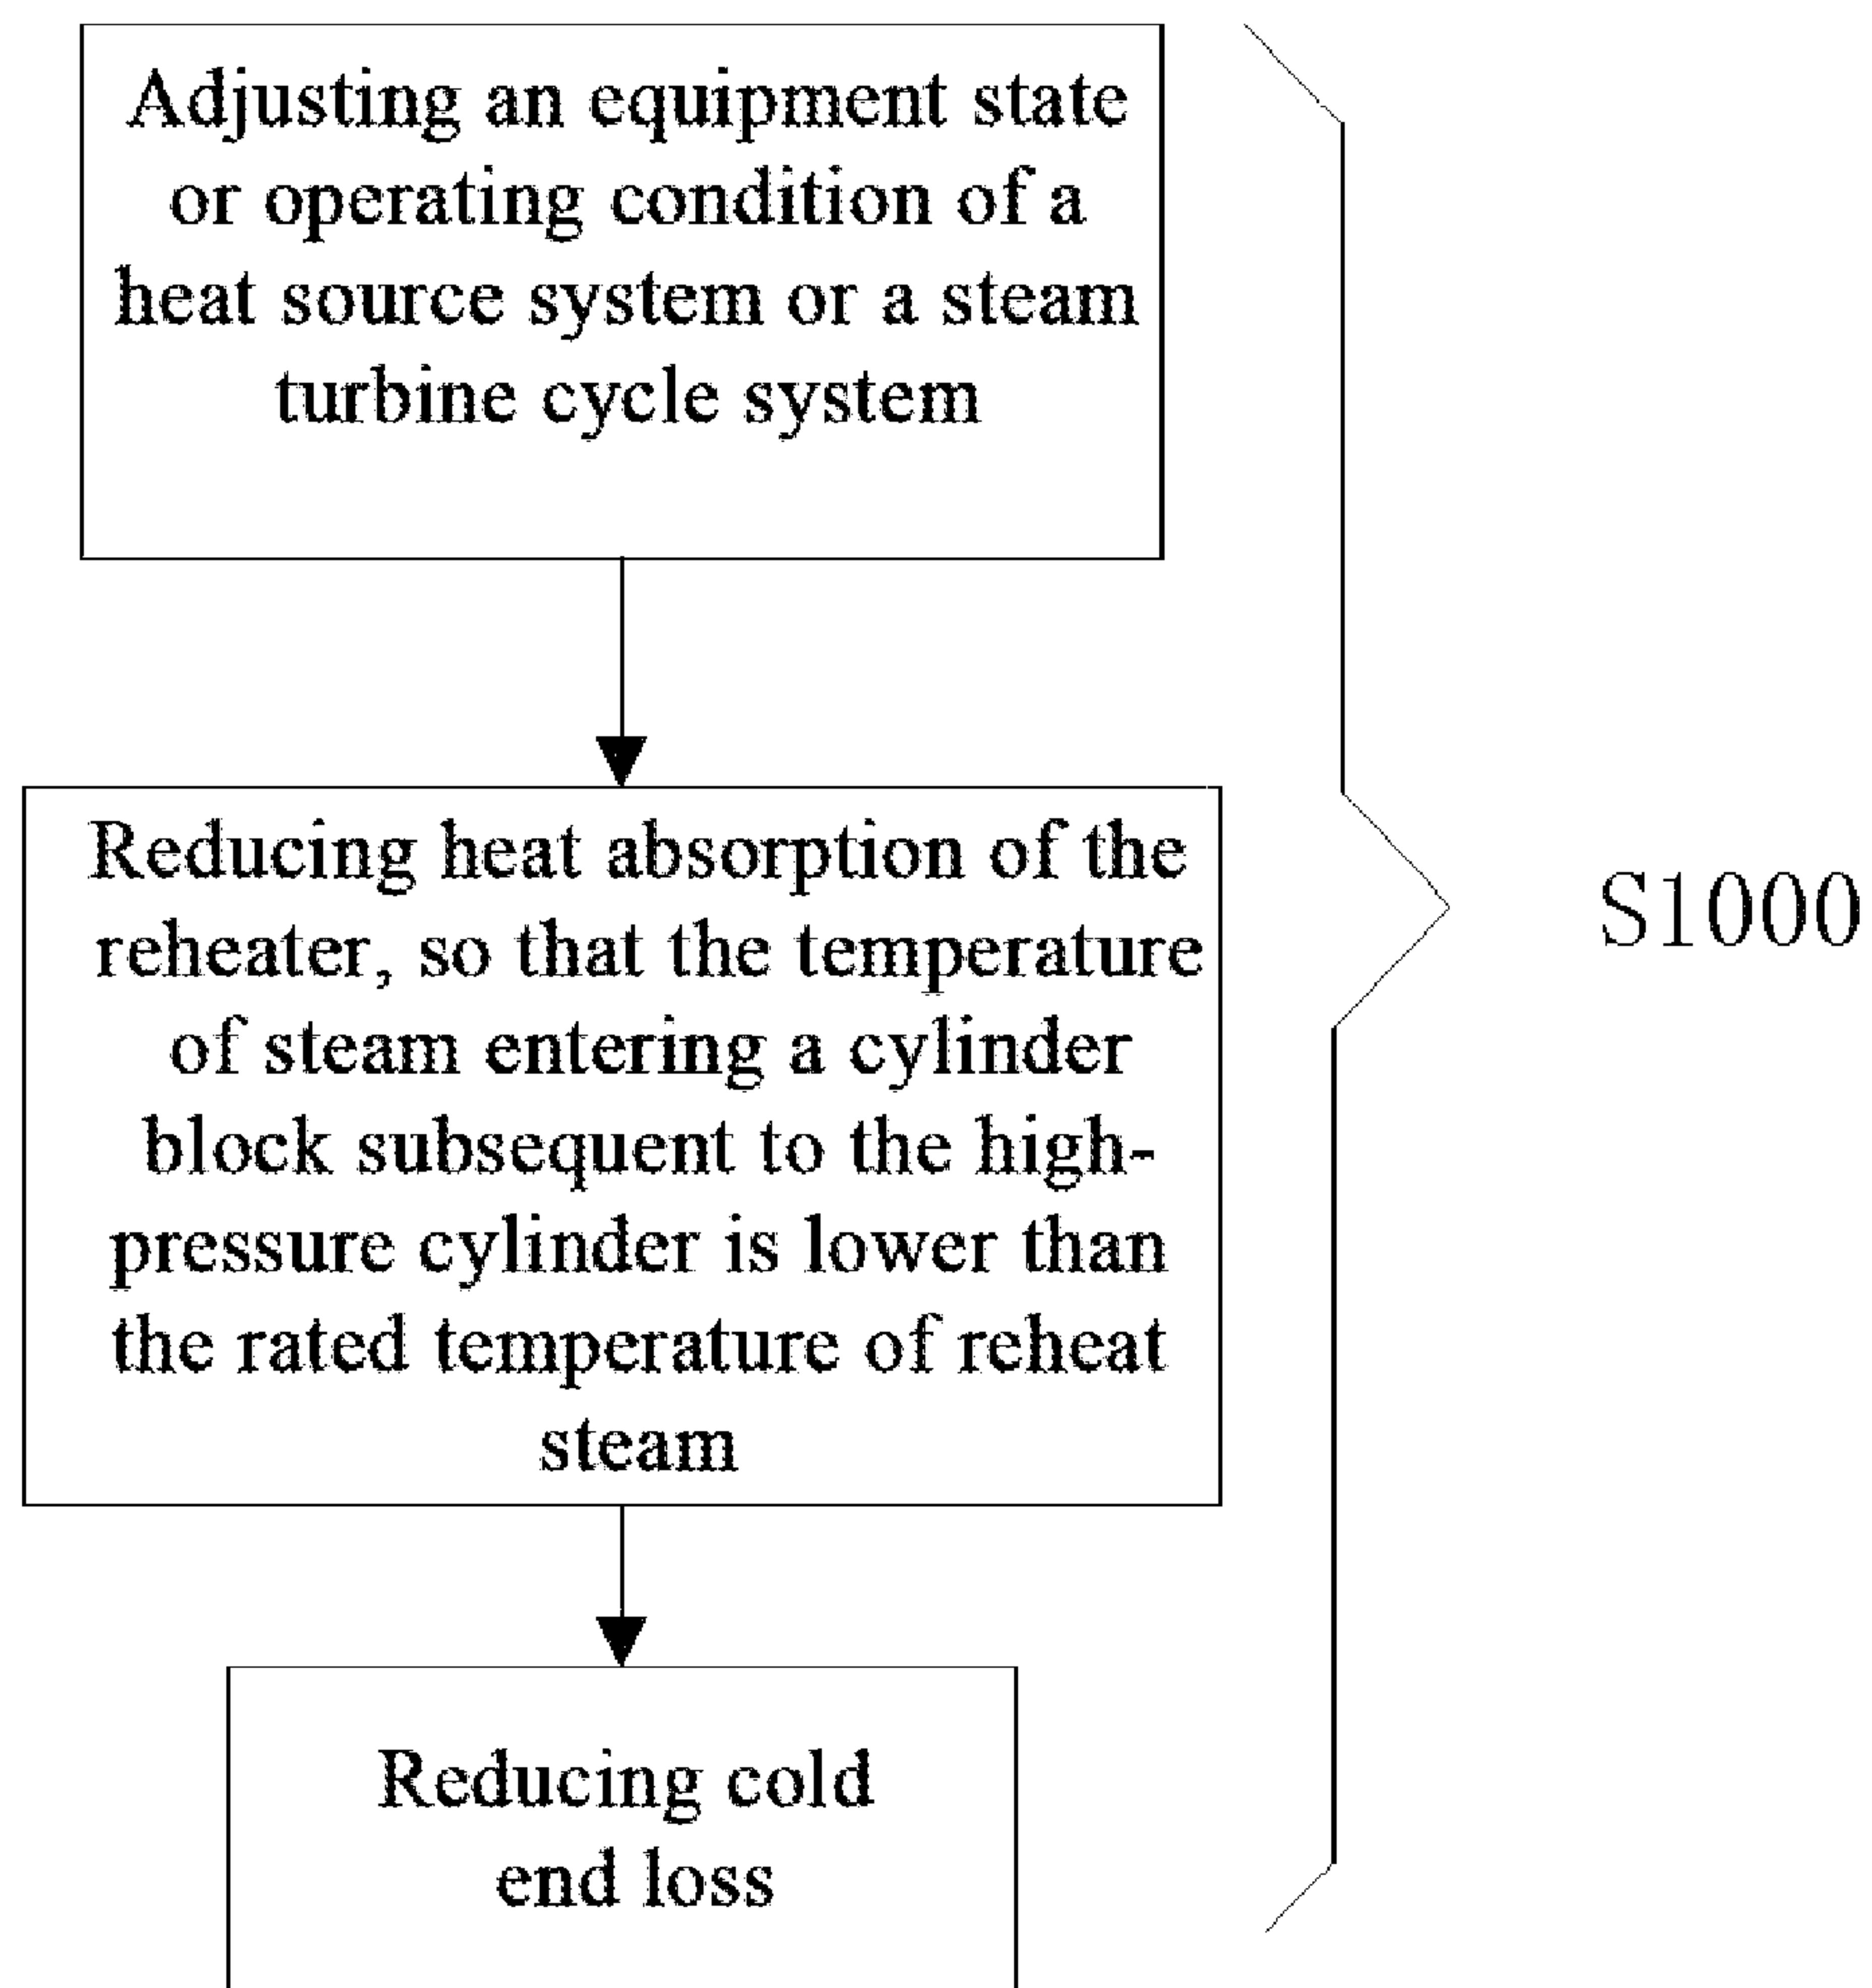 Adjusting an equipment state
or operating condition of a
heat source system or a steam
turbine cycle system
Reducing heat absorption of the
reheater, so that the temperature
of steam entering a cylinder
block subsequent to the high-
pressure cylinder is lower than
the rated temperature of reheat
steam
S1000
Reducing cold
end loss